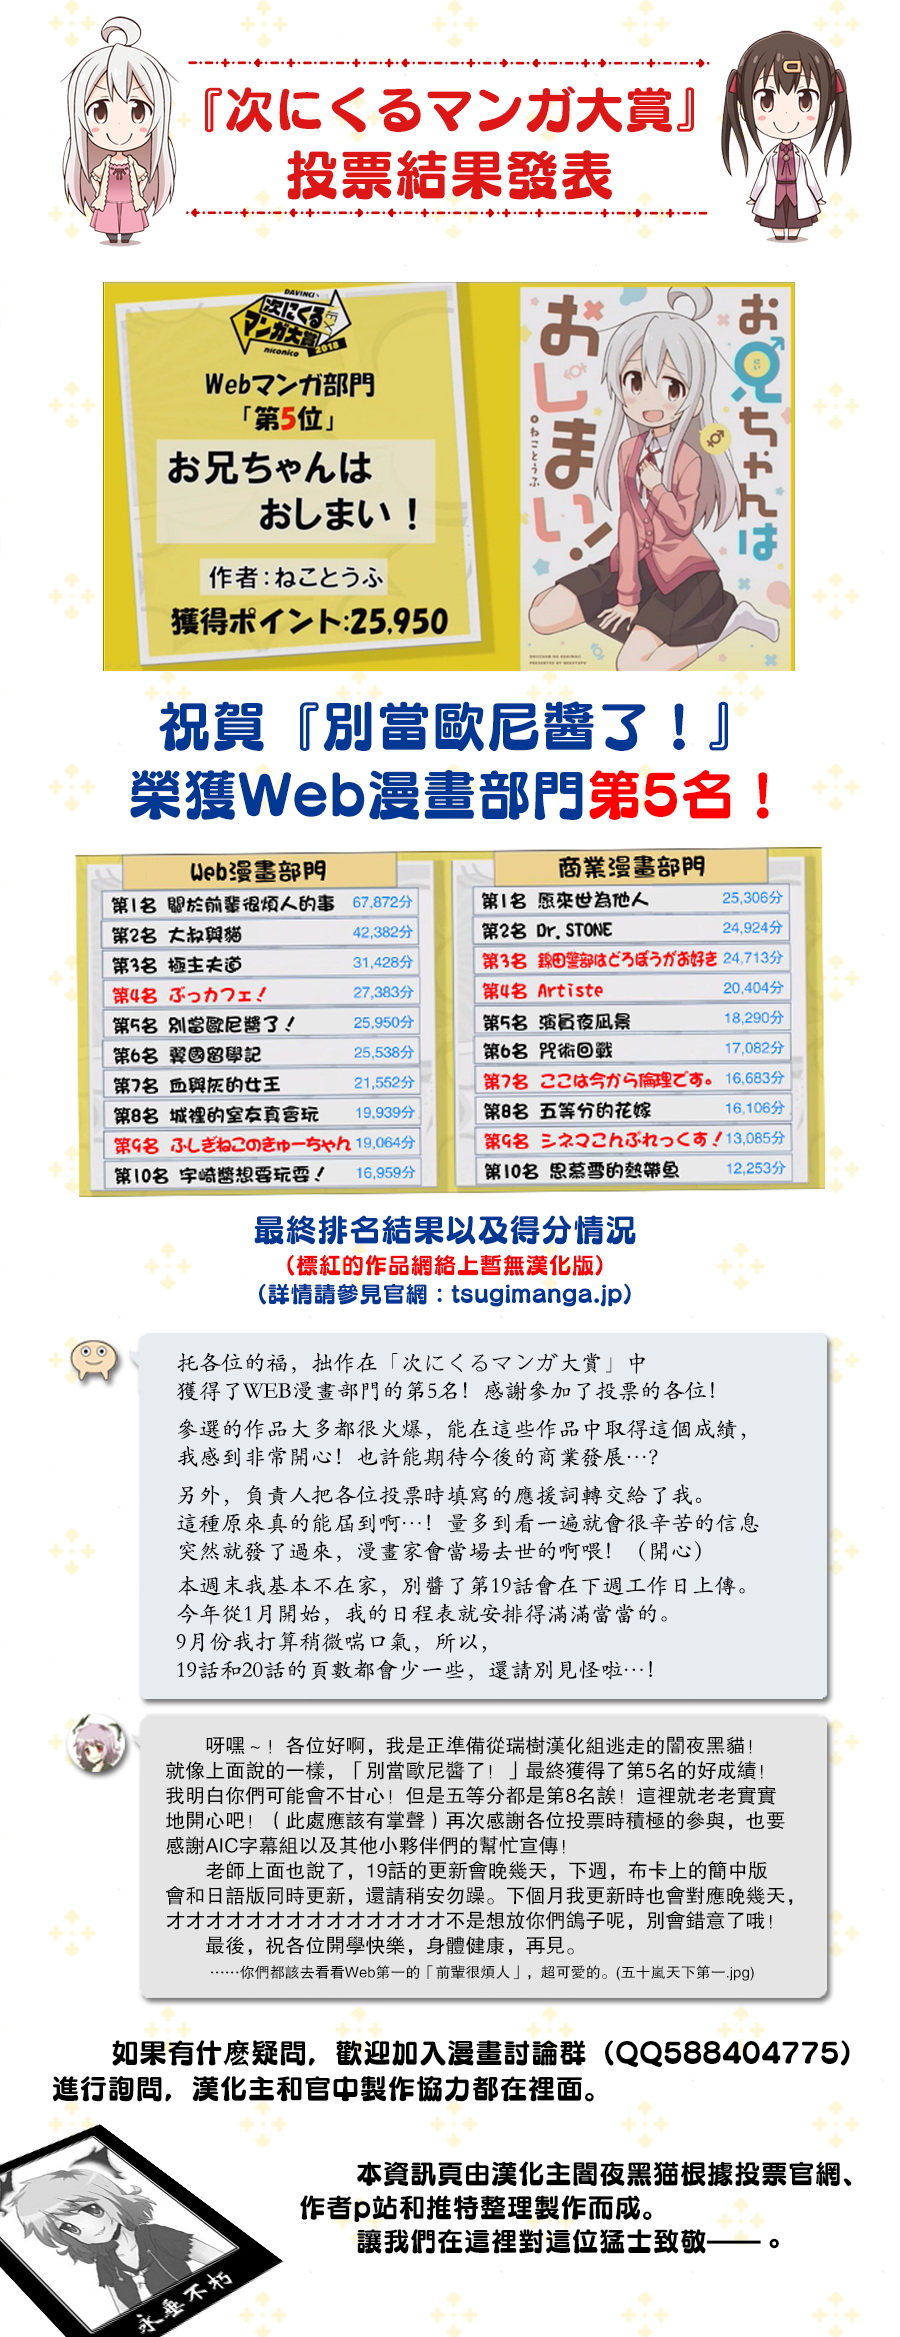 『次にくるマンガ大賞』
投票結果發表
DAVINCI
次にくる
マンガ大賞
niconico 2018
Webマンガ部門
「第5位」
お兄ちゃんは
おしまい！
作者：ねことうふ
獲得ポイント:25,950
お兄ちゃんは
にい
おしまい！
ねことうふ
ONIICHAN HA OSHIMAI
PRESENTED BY NEKOTOFU
祝賀『別當歐尼醬了！』
榮獲Web漫畫部門第5名！
Web漫畫部門
第1名 關於前輩很煩人的事 67,872分
第2名 大叔與貓 42,382分
第3名 極主夫道 31,428分
第4名 ぶっカフェ！ 27,383分
第5名 別當歐尼醬了！ 25,950分
第6名 異國留學記 25,538分
第7名 血與灰的女王 21,552分
第8名 城裡的室友真會玩 19,939分
第9名 ふしぎねこのきゅーちゃん 19,064分
第10名 宇崎醬想要玩耍！ 16,959分
商業漫畫部門
第1名 願來世為他人 25,306分
第2名 Dr.STONE 24,924分
第3名 錦田警部はどろぼうがお好き 24,713分
第4名 Artiste 20,404分
第5名 演員夜凪景 18,290分
第6名 咒術回戰 17,082分
第7名 ここは今から倫理です。 16,683分
第8名 五等分的花嫁 16,106分
第9名 シネマこんぷれっくす！ 13,085分
第10名 思慕雪的熱帶魚 12,253分
最終排名結果以及得分情況
（標紅的作品網絡上暫無漢化版）
（詳情請參見官網：tsugimanga.jp）
托各位的福，拙作在「次にくるマンガ大賞」中
獲得了WEB漫畫部門的第5名！感謝參加了投票的各位！
參選的作品大多都很火爆，能在這些作品中取得這個成績，
我感到非常開心！也許能期待今後的商業發展…?
另外，負責人把各位投票時填寫的應援詞轉交給了我。
這種原來真的能屆到啊…！量多到看一遍就會很辛苦的信息
突然就發了過來，漫畫家會當場去世的啊喂！（開心）
本週末我基本不在家，別醬了第19話會在下週工作日上傳。
今年從1月開始，我的日程表就安排得滿滿當當的。
9月份我打算稍微喘口氣，所以，
19話和20話的頁數都會少一些，還請別見怪啦…！
呀嘿～！各位好啊，我是正準備從瑞樹漢化組逃走的闇夜黑貓！
就像上面說的一樣，「別當歐尼醬了！」最終獲得了第5名的好成績！
我明白你們可能會不甘心！但是五等分都是第8名誒！這裡就老老實實
地開心吧！（此處應該有掌聲）再次感謝各位投票時積極的參與，也要
感謝AIC字幕組以及其他小夥伴們的幫忙宣傳！
老師上面也說了，19話的更新會晚幾天，下週，布卡上的簡中版
會和日語版同時更新，還請稍安勿躁。下個月我更新時也會對應晚幾天，
才才才才才才才才才才才才才才不是想放你們鴿子呢，別會錯意了哦！
最後，祝各位開學快樂，身體健康，再見。
……你們都該去看看Web第一的「前輩很煩人」，超可愛的。(五十嵐天下第一.jpg)
如果有什麽疑問，歡迎加入漫畫討論群（QQ588404775）
進行詢問，漢化主和官中製作協力都在裡面。
本資訊頁由漢化主闇夜黑猫根據投票官網、
作者p站和推特整理製作而成。
讓我們在這裡對這位猛士致敬——。
永垂不朽